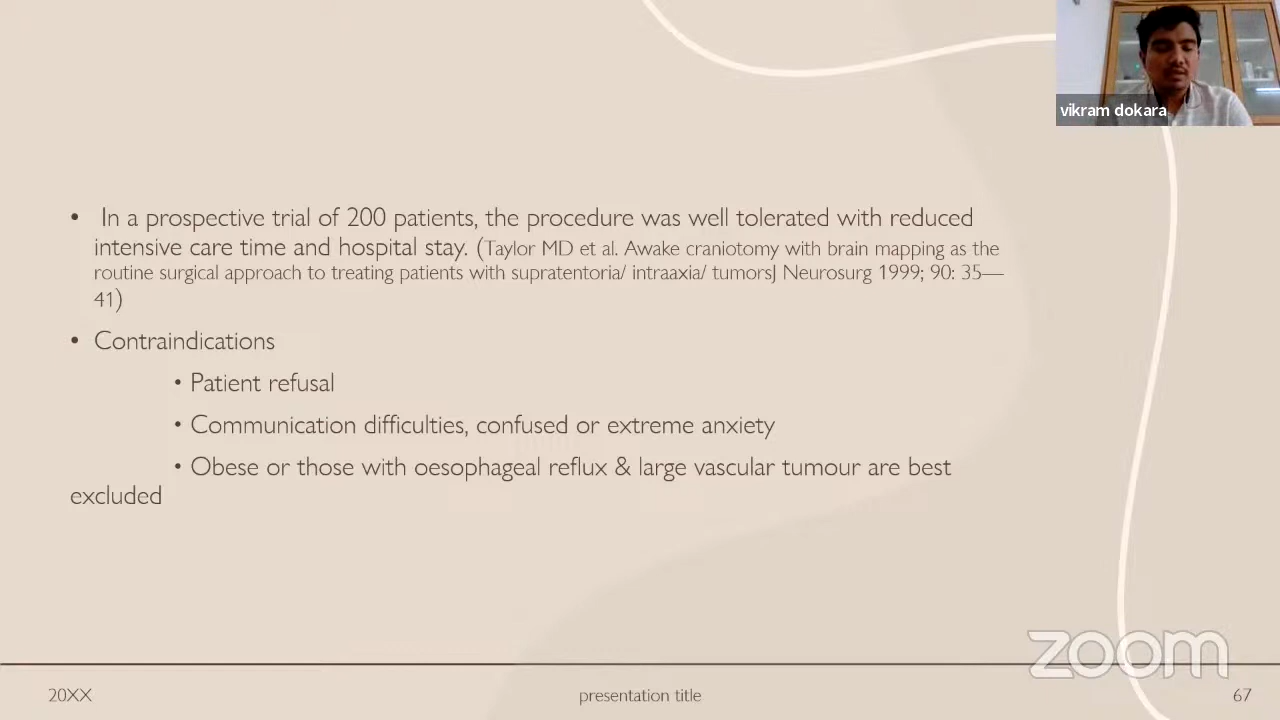 vikram dokara
• In a prospective trial of 200 patients, the procedure was well tolerated with reduced
intensive care time and hospital stay. (Taylor MD et al. Awake craniotomy with brain mapping as the
routine surgical approach to treating patients with supratentoria/ intraaxia/ tumorsJ Neurosurg 1999; 90: 35—
41)
• Contraindications
• Patient refusal
• Communication difficulties, confused or extreme anxiety
• Obese or those with oesophageal reflux & large vascular tumour are best
excluded
zoom
20XX
presentation title
67